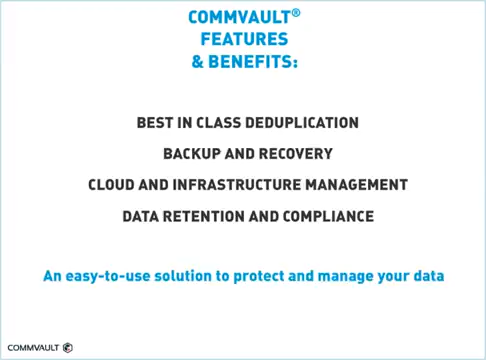 COMMVAULT®
FEATURES
& BENEFITS:
BEST IN CLASS DEDUPLICATION
BACKUP AND RECOVERY
CLOUD AND INFRASTRUCTURE MANAGEMENT
DATA RETENTION AND COMPLIANCE
An easy-to-use solution to protect and manage your data
COMMVAULT